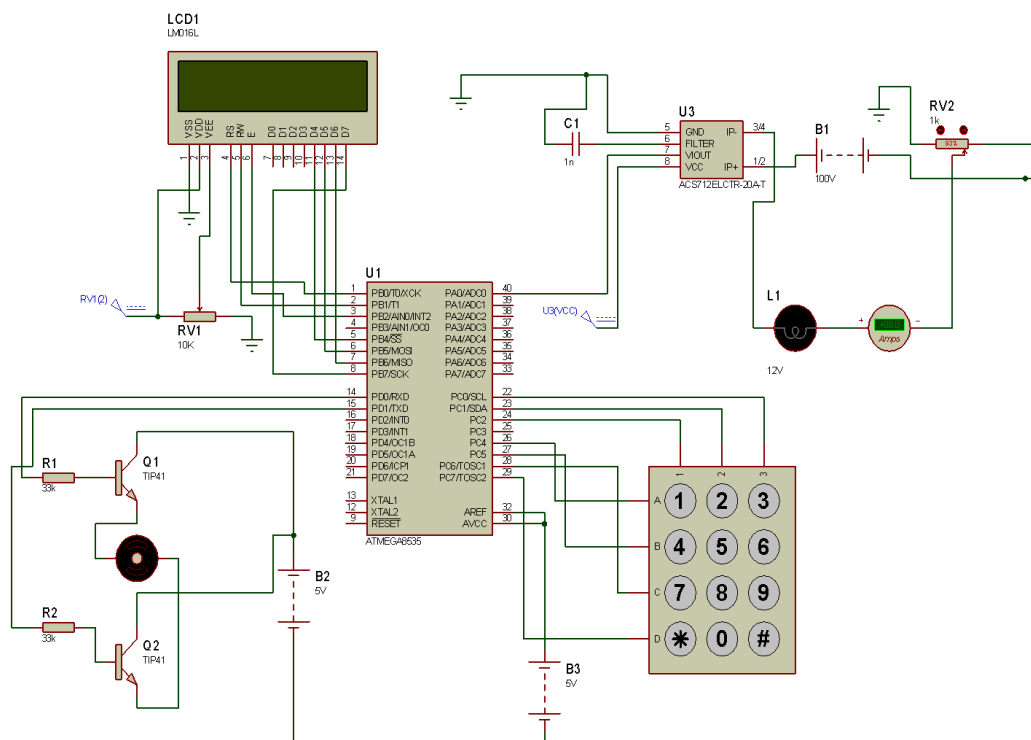 LCD1
LM016L
VSS VDD VEE RS RW E D0 D1 D2 D3 D4 D5 D6 D7
1 2 3 4 5 6 7 8 9 10 11 12 13 14
RV1(2)
RV1
10K
C1
1n
U3
5 GND IP- 3/4
6 FILTER
7 VIOUT
8 VCC IP+ 1/2
ACS712ELCTR-20A-T
B1
100V
RV2
1k
83%
U3(VCC)
L1
12V
+ -
Amps
U1
1 PB0/T0/XCK PA0/ADC0 40
2 PB1/T1 PA1/ADC1 39
3 PB2/AIN0/INT2 PA2/ADC2 38
4 PB3/AIN1/OC0 PA3/ADC3 37
5 PB4/SS PA4/ADC4 36
6 PB5/MOSI PA5/ADC5 35
7 PB6/MISO PA6/ADC6 34
8 PB7/SCK PA7/ADC7 33
14 PD0/RXD PC0/SCL 22
15 PD1/TXD PC1/SDA 23
16 PD2/INT0 PC2 24
17 PD3/INT1 PC3 25
18 PD4/OC1B PC4 26
19 PD5/OC1A PC5 27
20 PD6/ICP1 PC6/TOSC1 28
21 PD7/OC2 PC7/TOSC2 29
13 XTAL1
12 XTAL2 AREF 32
9 RESET AVCC 30
ATMEGA8535
R1
33k
Q1
TIP41
R2
33k
Q2
TIP41
B2
5V
B3
5V
1 2 3
A 1 2 3
B 4 5 6
C 7 8 9
D * 0 #